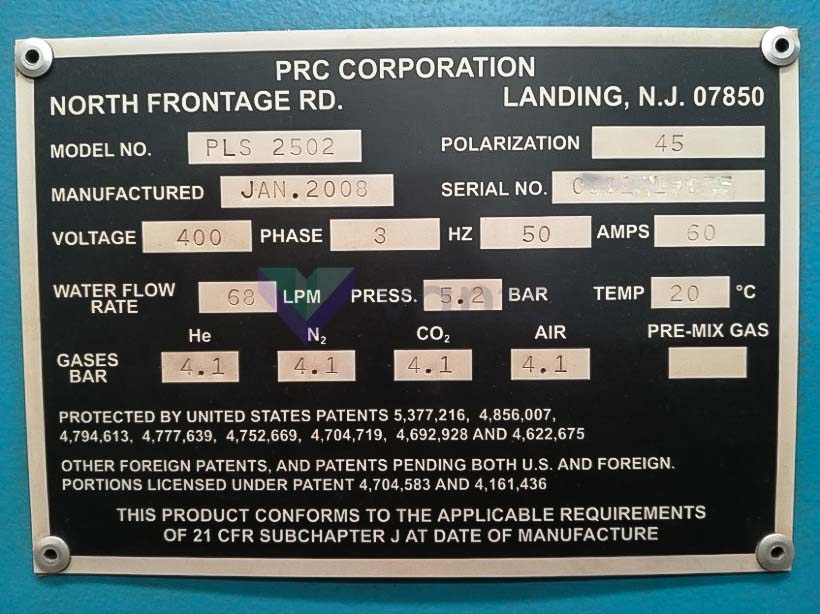 PRC CORPORATION
NORTH FRONTAGE RD. LANDING, N.J. 07850
MODEL NO. PLS 2502 POLARIZATION 45
MANUFACTURED JAN.2008 SERIAL NO.
VOLTAGE 400 PHASE 3 HZ 50 AMPS 60
WATER FLOW RATE 68 LPM PRESS. 5.2 BAR TEMP 20 °C
He N₂ CO₂ AIR PRE-MIX GAS
GASES BAR 4.1 4.1 4.1 4.1
PROTECTED BY UNITED STATES PATENTS 5,377,216, 4,856,007,
4,794,613, 4,777,639, 4,752,669, 4,704,719, 4,692,928 AND 4,622,675
OTHER FOREIGN PATENTS, AND PATENTS PENDING BOTH U.S. AND FOREIGN.
PORTIONS LICENSED UNDER PATENT 4,704,583 AND 4,161,436
THIS PRODUCT CONFORMS TO THE APPLICABLE REQUIREMENTS
OF 21 CFR SUBCHAPTER J AT DATE OF MANUFACTURE